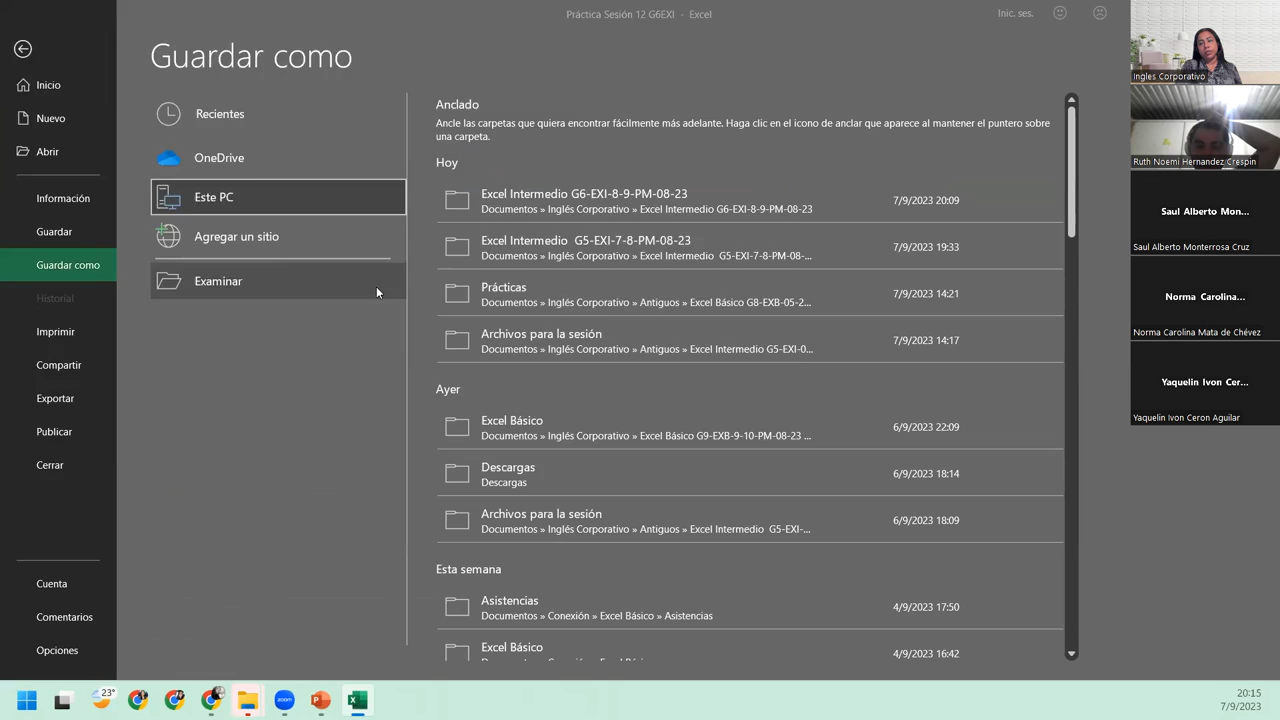 Práctica Sesión 12 G6EXI - Excel
Inic. ses.
Guardar como
Inicio
Nuevo
Abrir
Información
Guardar
Guardar como
Historial
Imprimir
Compartir
Exportar
Publicar
Cerrar
Cuenta
Comentarios
Opciones
Recientes
OneDrive
Este PC
Agregar un sitio
Examinar
Anclado
Ancle las carpetas que quiera encontrar fácilmente más adelante. Haga clic en el icono de anclar que aparece al mantener el puntero sobre
una carpeta.
Hoy
Excel Intermedio G6-EXI-8-9-PM-08-23
Documentos » Inglés Corporativo » Excel Intermedio G6-EXI-8-9-PM-08-23
7/9/2023 20:09
Excel Intermedio G5-EXI-7-8-PM-08-23
Documentos » Inglés Corporativo » Excel Intermedio G5-EXI-7-8-PM-08-...
7/9/2023 19:33
Prácticas
Documentos » Inglés Corporativo » Antiguos » Excel Básico G8-EXB-05-2...
7/9/2023 14:21
Archivos para la sesión
Documentos » Inglés Corporativo » Antiguos » Excel Intermedio G5-EXI-0...
7/9/2023 14:17
Ayer
Excel Básico
Documentos » Inglés Corporativo » Excel Básico G9-EXB-9-10-PM-08-23 ...
6/9/2023 22:09
Descargas
Descargas
6/9/2023 18:14
Archivos para la sesión
Documentos » Inglés Corporativo » Antiguos » Excel Intermedio G5-EXI-...
6/9/2023 18:09
Esta semana
Asistencias
Documentos » Conexión » Excel Básico » Asistencias
4/9/2023 17:50
Excel Básico
4/9/2023 16:42
Ingles Corporativo
Ruth Noemi Hernandez Crespin
Saul Alberto Mon...
Saul Alberto Monterrosa Cruz
Norma Carolina...
Norma Carolina Mata de Chévez
Yaquelin Ivon Cer...
Yaquelin Ivon Ceron Aguilar
23°
zoom
20:15
7/9/2023